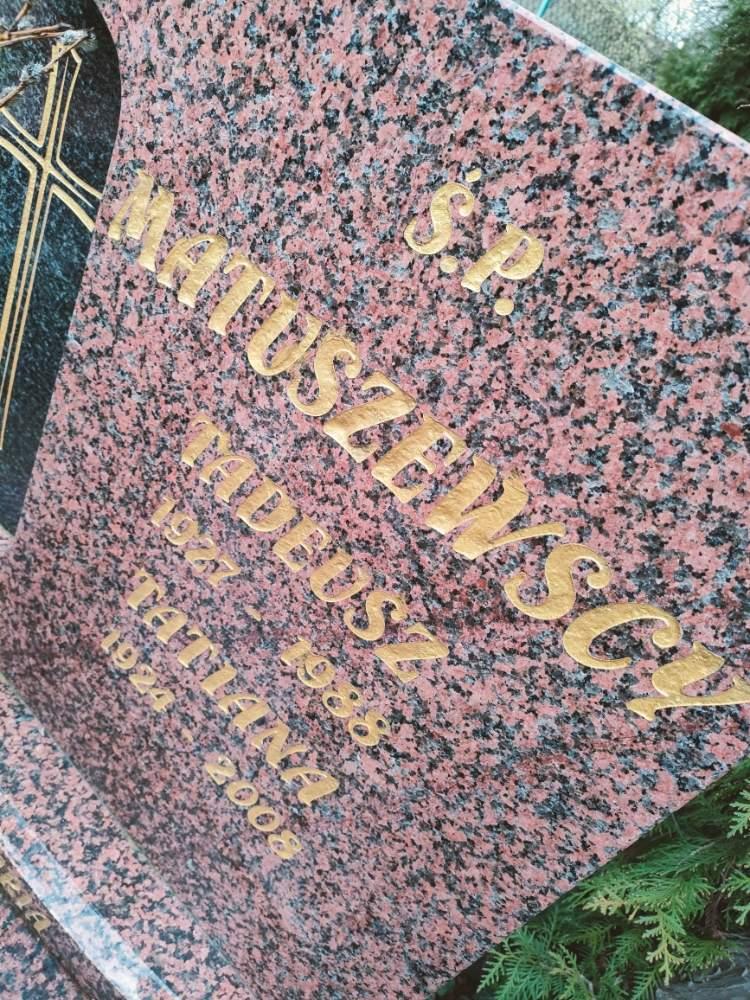 Ś.P.
MATUSZEWSCY
TADEUSZ
1927 - 1988
TATIANA
1924 - 2008